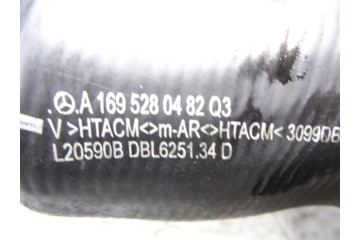 A 169 528 04 82 Q3
V >HTACM<>m-AR<>HTACM< 3099DB
L20590B DBL6251.34 D